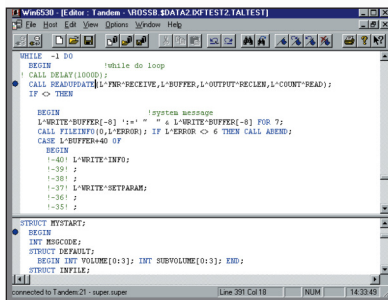 Win6530 - [Editor : Tandem - \ROSSB.$DATA2.DXFTEST2.TALTEST]
File Host Edit View Options Window Help
WHILE -1 DO
BEGIN !while do loop
! CALL DELAY(1000D);
CALL READUPDATE(L^FNR^RECEIVE,L^BUFFER,L^OUTPUT^RECLEN,L^COUNT^READ);
IF <> THEN
BEGIN !system message
L^WRITE^BUFFER[-8] ':=' " " & L^WRITE^BUFFER[-8] FOR 7;
CALL FILEINFO(0,L^ERROR); IF L^ERROR <> 6 THEN CALL ABEND;
CASE L^BUFFER+40 OF
BEGIN
!-40! L^WRITE^INFO;
!-39! ;
!-38! ;
!-37! L^WRITE^SETPARAM;
!-36! ;
!-35! ;
STRUCT MYSTART;
BEGIN
INT MSGCODE;
STRUCT DEFAULT;
BEGIN INT VOLUME[0:3]; INT SUBVOLUME[0:3]; END;
STRUCT INFILE;
connected to Tandem:21 - super.super Line 391 Col 18 NUM 14:33:49